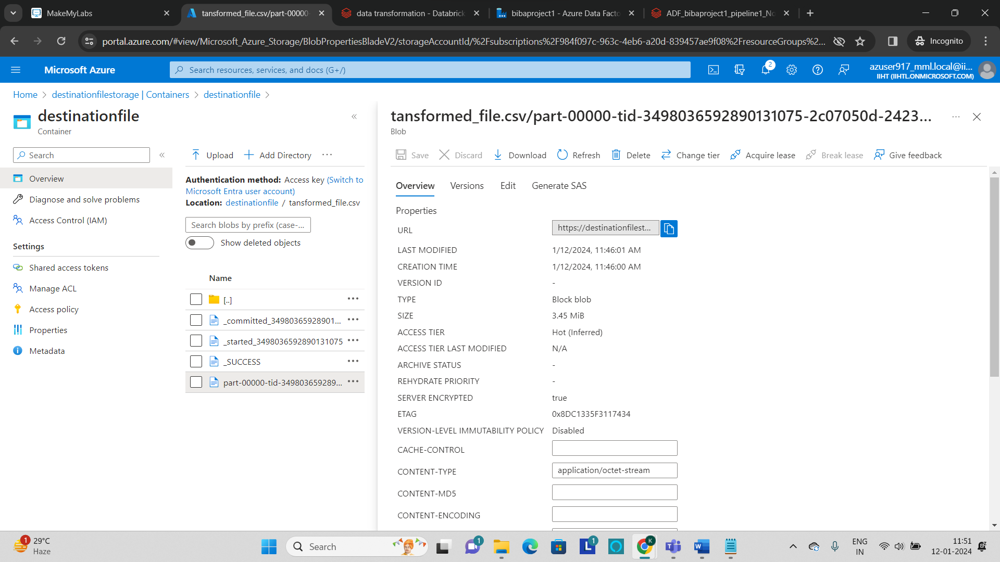 MakeMyLabs
tansformed_file.csv/part-00000-
data transformation - Databrick
bibaproject1 - Azure Data Facto
ADF_bibaproject1_pipeline1_No
portal.azure.com/#view/Microsoft_Azure_Storage/BlobPropertiesBladeV2/storageAccountId/%2Fsubscriptions%2F984f097c-963c-4eb6-a20d-839457ae9f08%2FresourceGroups%2...
Incognito
Microsoft Azure
Search resources, services, and docs (G+/)
2
azuser917_mml.local@ii...
IIHT (IIHTL.ONMICROSOFT.COM)
Home > destinationfilestorage | Containers > destinationfile >
destinationfile
Container
Search
Overview
Diagnose and solve problems
Access Control (IAM)
Settings
Shared access tokens
Manage ACL
Access policy
Properties
Metadata
Upload
Add Directory
Authentication method: Access key (Switch to
Microsoft Entra user account)
Location: destinationfile / tansformed_file.csv
Search blobs by prefix (case-...
Show deleted objects
Name
[..]
_committed_34980365928901...
_started_3498036592890131075
_SUCCESS
part-00000-tid-349803659289...
tansformed_file.csv/part-00000-tid-3498036592890131075-2c07050d-2423...
Blob
Save
Discard
Download
Refresh
Delete
Change tier
Acquire lease
Break lease
Give feedback
Overview
Versions
Edit
Generate SAS
Properties
URL https://destinationfilest...
LAST MODIFIED 1/12/2024, 11:46:01 AM
CREATION TIME 1/12/2024, 11:46:00 AM
VERSION ID -
TYPE Block blob
SIZE 3.45 MiB
ACCESS TIER Hot (Inferred)
ACCESS TIER LAST MODIFIED N/A
ARCHIVE STATUS -
REHYDRATE PRIORITY -
SERVER ENCRYPTED true
ETAG 0x8DC1335F3117434
VERSION-LEVEL IMMUTABILITY POLICY Disabled
CACHE-CONTROL
CONTENT-TYPE application/octet-stream
CONTENT-MD5
CONTENT-ENCODING
1
29°C
Haze
Search
1
1
K
ENG
IN
11:51
12-01-2024